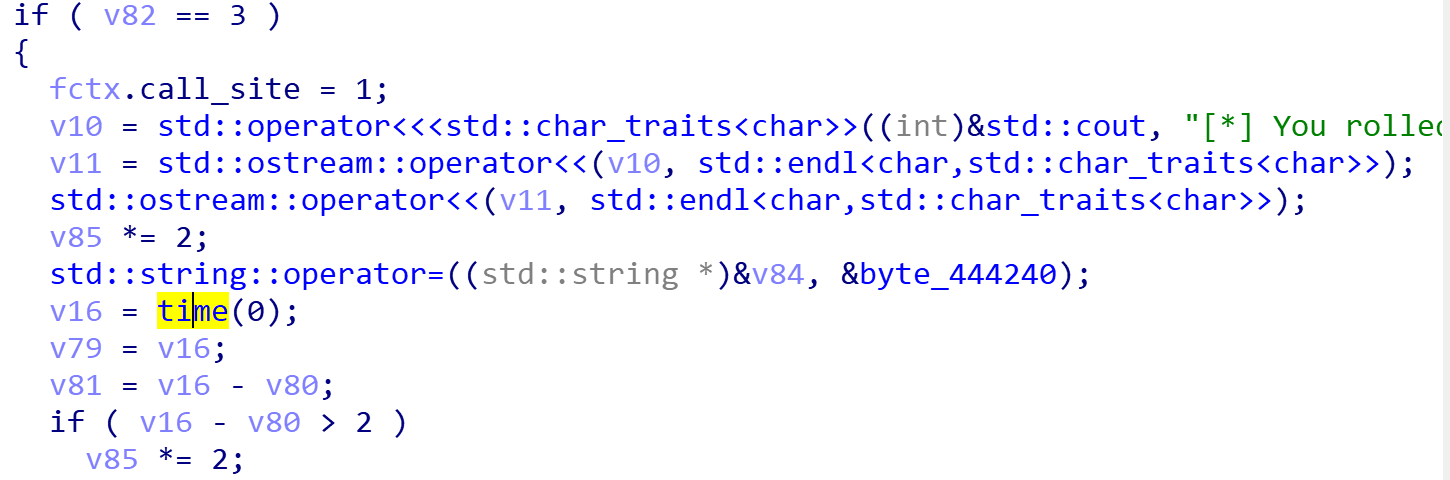 if ( v82 == 3 )
{
fctx.call_site = 1;
v10 = std::operator<<<std::char_traits<char>>((int)&std::cout, "[*] You rolled
v11 = std::ostream::operator<<(v10, std::endl<char,std::char_traits<char>>);
std::ostream::operator<<(v11, std::endl<char,std::char_traits<char>>);
v85 *= 2;
std::string::operator=((std::string *)&v84, &byte_444240);
v16 = time(0);
v79 = v16;
v81 = v16 - v80;
if ( v16 - v80 > 2 )
v85 *= 2;